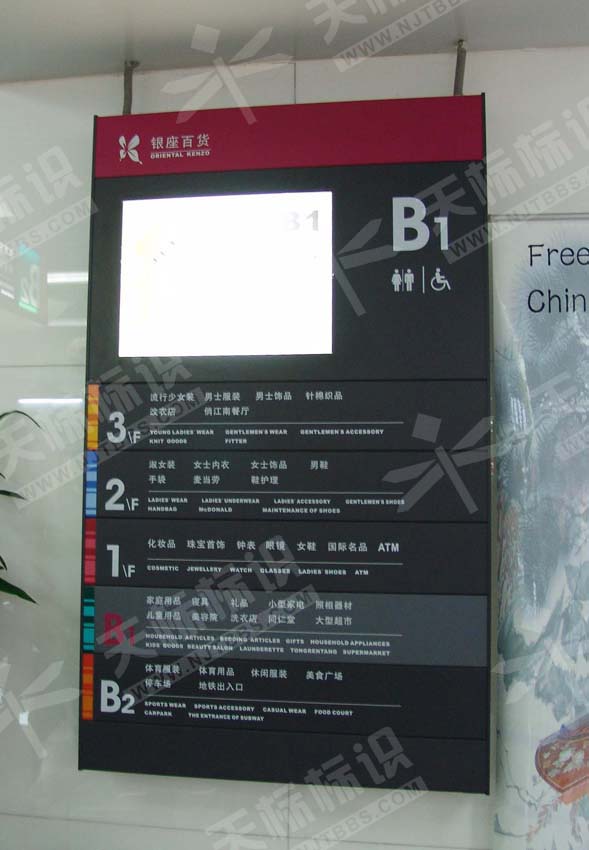 银座百货
ORIENTAL KENZO
B1
B1
Free
Chin
B2
3\F
流行少女装 男士服装 男士饰品 针棉织品
改衣店 俏江南餐厅
YOUNG LADIES' WEAR GENTLEMEN'S WEAR GENTLEMEN'S ACCESSORY
KNIT GOODS FITTER
2\F
淑女装 女士内衣 女士饰品 男鞋
手袋 麦当劳 鞋护理
LADIES' WEAR LADIES' UNDERWEAR LADIES' ACCESSORY GENTLEMEN'S SHOES
HANDBAG McDONALD MAINTENANCE OF SHOES
1\F
化妆品 珠宝首饰 钟表 眼镜 女鞋 国际名品 ATM
COSMETIC JEWELLERY WATCH GLASSES LADIES' SHOES ATM
B1
家庭用品 寝具 礼品 小型家电 照相器材
儿童用品 美容院 洗衣店 同仁堂 大型超市
HOUSEHOLD ARTICLES BEDDING ARTICLES GIFTS HOUSEHOLD APPLIANCES
KIDS GOODS BEAUTY SALON LAUNDERETTE TONGRENTANG SUPERMARKET
B2
体育服装 体育用品 休闲服装 美食广场
停车场 地铁出入口
SPORTS WEAR SPORTS ACCESSORY CASUAL WEAR FOOD COURT
CARPARK THE ENTRANCE OF SUBWAY
天标标识
WWW.NJTBBS.COM